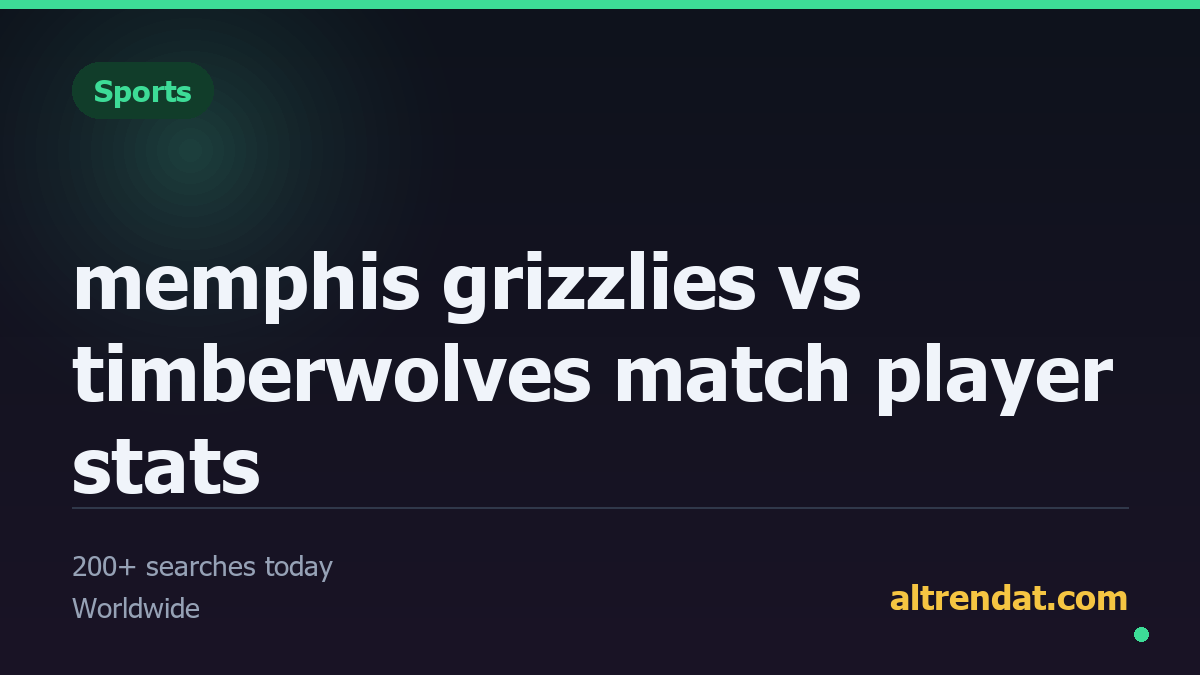 Sports
memphis grizzlies vs
timberwolves match player
stats
200+ searches today
Worldwide
altrendat.com